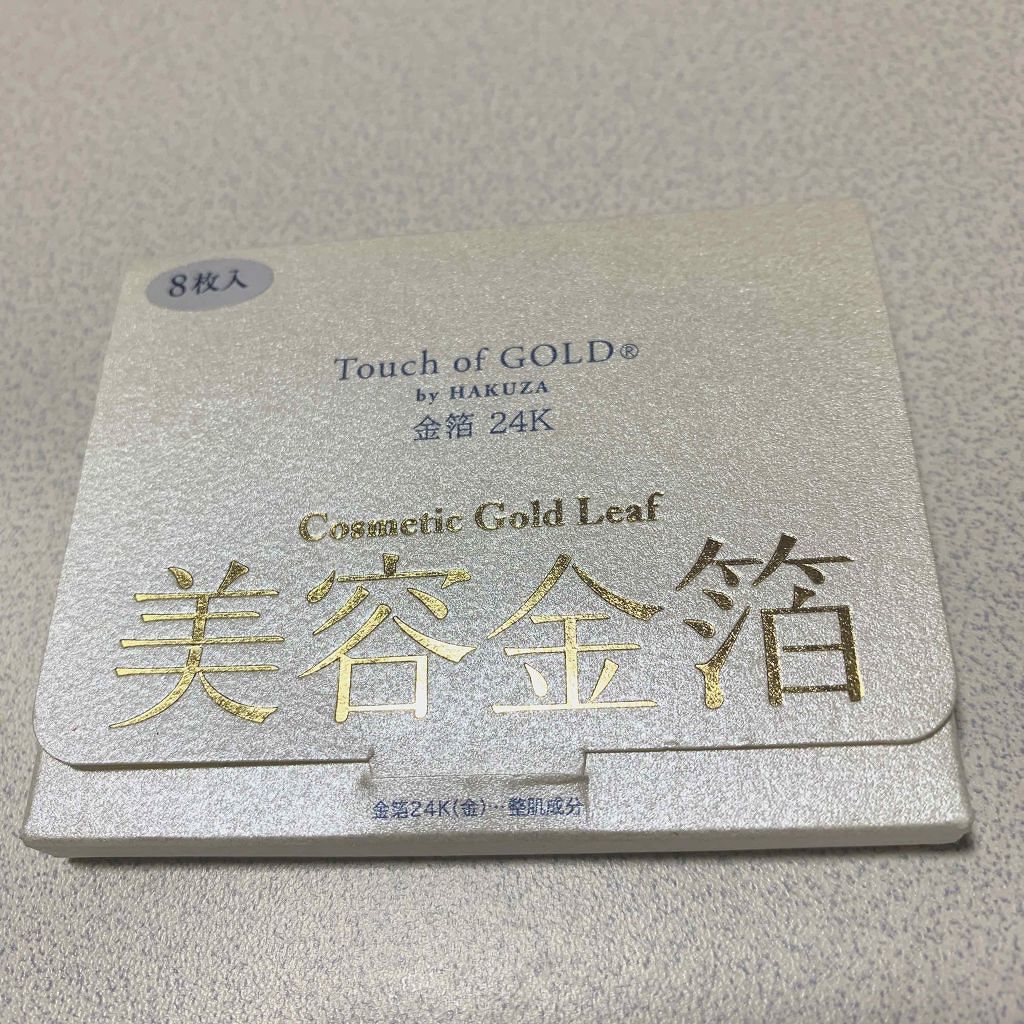 8枚入
Touch of GOLD®
by HAKUZA
金箔 24K
Cosmetic Gold Leaf
美容金箔
金箔24K(金)…整肌成分